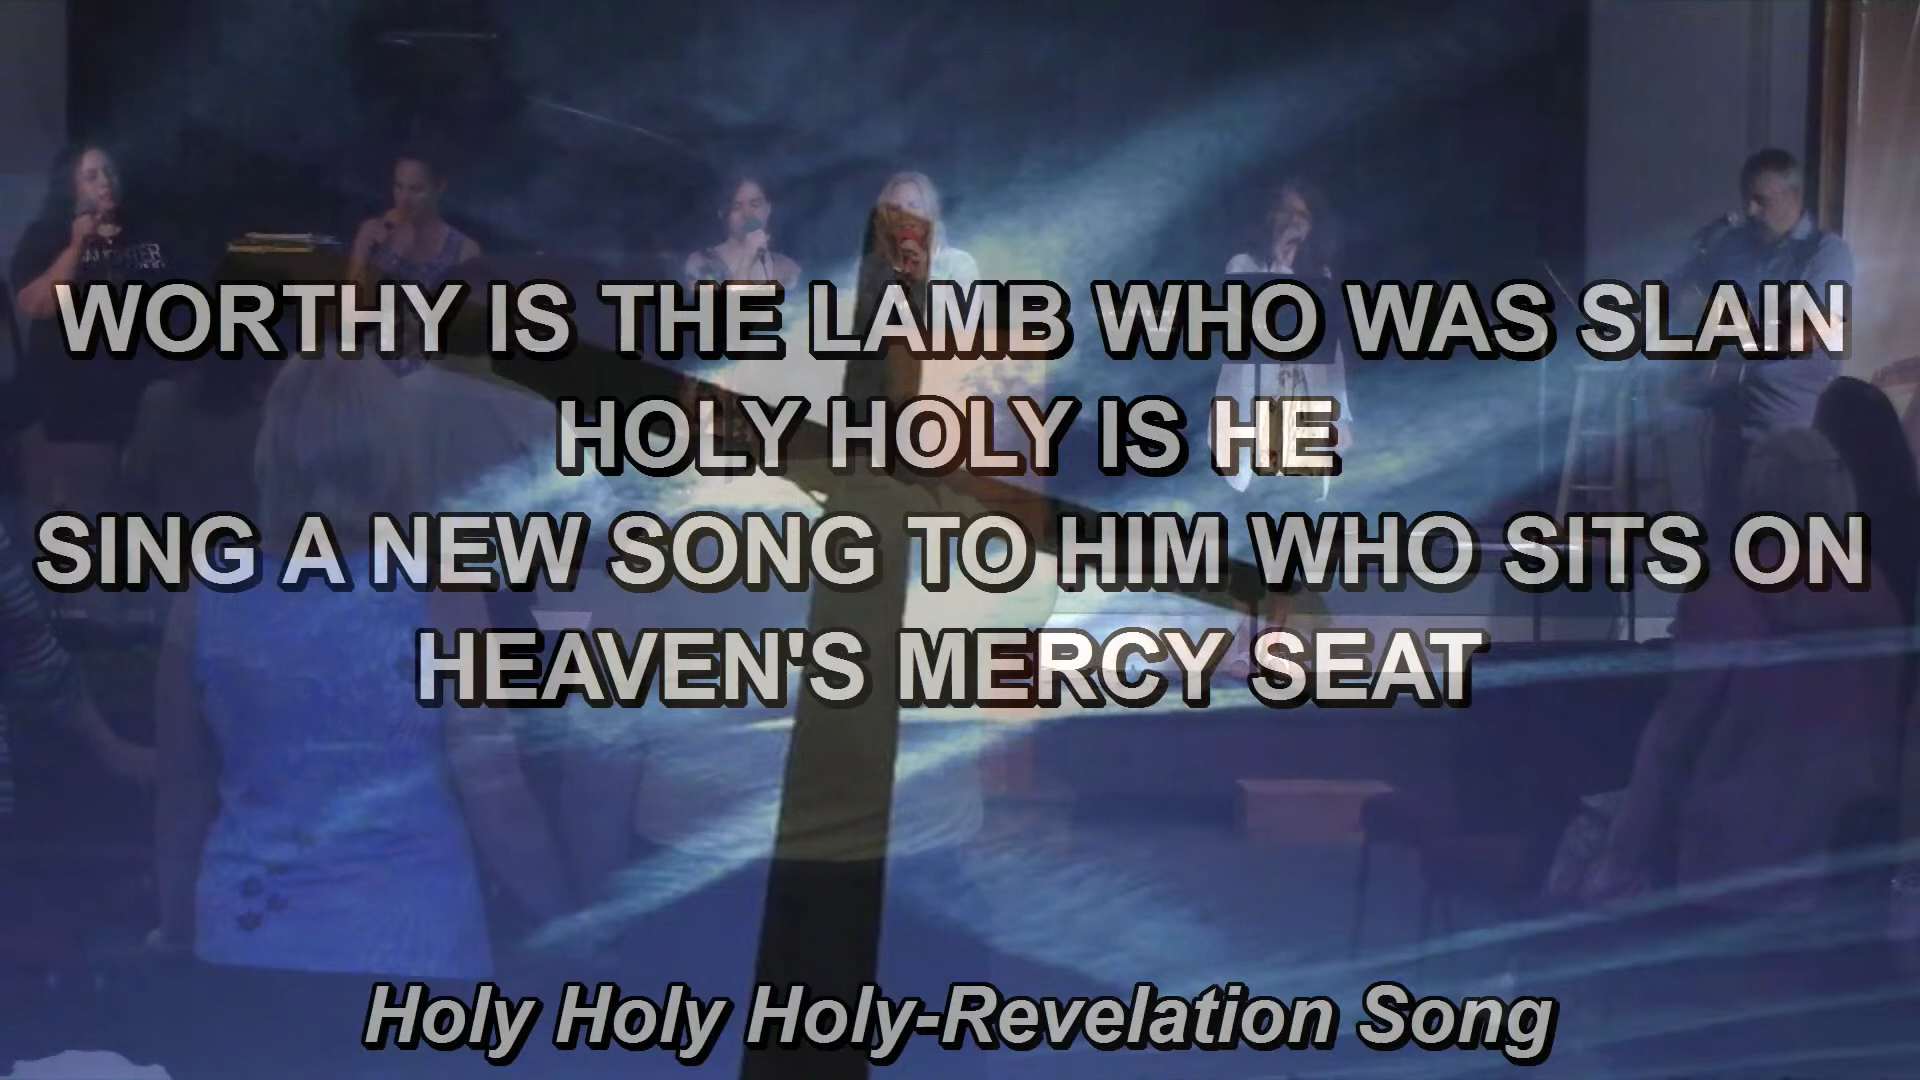 WORTHY IS THE LAMB WHO WAS SLAIN
HOLY HOLY IS HE
SING A NEW SONG TO HIM WHO SITS ON
HEAVEN'S MERCY SEAT
Holy Holy Holy-Revelation Song